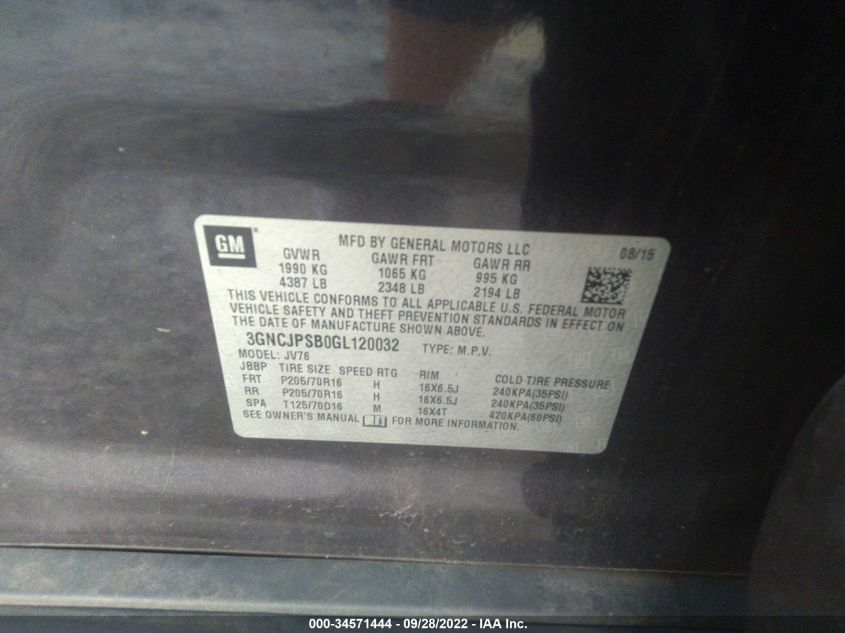 GM
MFD BY GENERAL MOTORS LLC
08/15
GVWR GAWR FRT GAWR RR
1990 KG 1065 KG 995 KG
4387 LB 2348 LB 2194 LB
THIS VEHICLE CONFORMS TO ALL APPLICABLE U.S. FEDERAL MOTOR
VEHICLE SAFETY AND THEFT PREVENTION STANDARDS IN EFFECT ON
THE DATE OF MANUFACTURE SHOWN ABOVE.
3GNCJPSB0GL120032 TYPE: M.P.V.
MODEL: JV76
JBBP TIRE SIZE SPEED RTG RIM COLD TIRE PRESSURE
FRT P205/70R16 H 16X6.5J 240KPA(35PSI)
RR P205/70R16 H 16X6.5J 240KPA(35PSI)
SPA T125/70D16 M 16X4T 420KPA(60PSI)
SEE OWNER'S MANUAL FOR MORE INFORMATION.
000-34571444 - 09/28/2022 - IAA Inc.